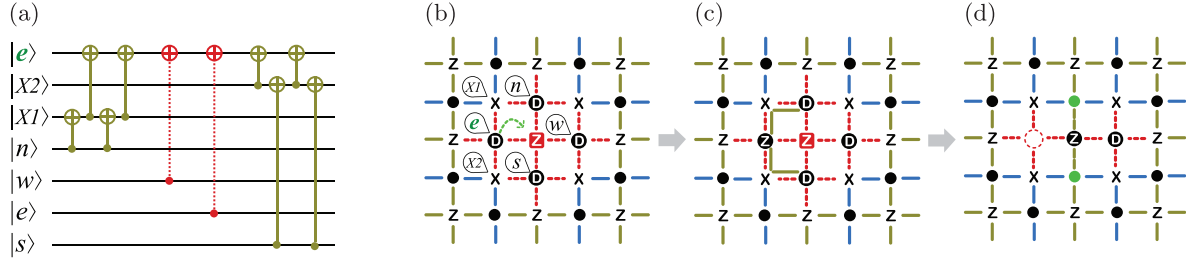 (a)
|e⟩
|X2⟩
|X1⟩
|n⟩
|w⟩
|e⟩
|s⟩
(b)
Z Z Z
X1 n
X D X
e w
Z D Z D Z
X2 s
X D X
Z Z Z
(c)
Z Z Z
X D X
Z Z Z D Z
X D X
Z Z Z
(d)
Z Z Z
X X
Z Z D Z
X X
Z Z Z